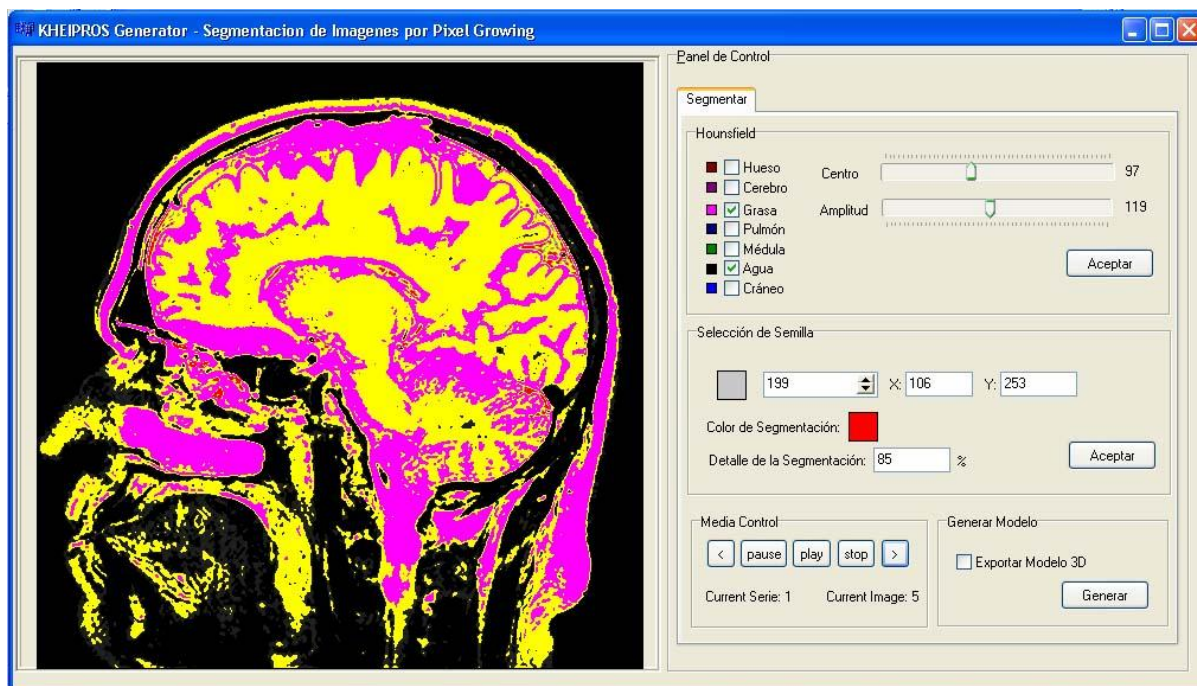 KHEIPROS Generator - Segmentacion de Imagenes por Pixel Growing
Panel de Control
Segmentar
Hounsfield
Hueso
Cerebro
Grasa
Pulmón
Médula
Agua
Cráneo
Centro 97
Amplitud 119
Aceptar
Selección de Semilla
199 X: 106 Y: 253
Color de Segmentación:
Detalle de la Segmentación: 85 %
Aceptar
Media Control
< pause play stop >
Current Serie: 1 Current Image: 5
Generar Modelo
Exportar Modelo 3D
Generar